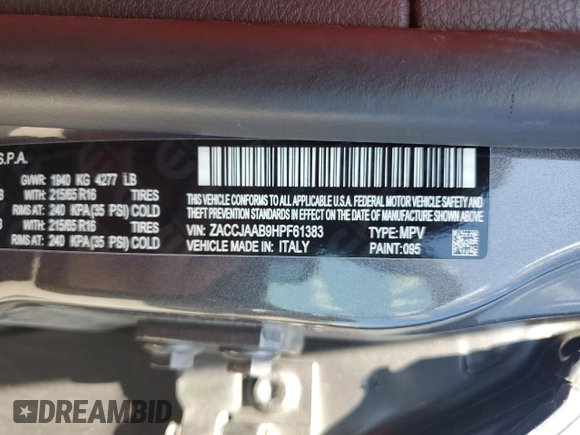 S.P.A.
GVWR: 1940 KG 4277 LB
WITH: 215/65 R16 TIRES
RIMS AT: 240 KPA(35 PSI) COLD
WITH: 215/65 R16 TIRES
RIMS AT: 240 KPA(35 PSI) COLD
THIS VEHICLE CONFORMS TO ALL APPLICABLE U.S.A. FEDERAL MOTOR VEHICLE SAFETY AND
THEFT PREVENTION STANDARDS IN EFFECT ON THE DATE OF MANUFACTURE SHOWN ABOVE.
VIN: ZACCJAAB9HPF61383 TYPE: MPV
VEHICLE MADE IN: ITALY PAINT:095
DREAMBID